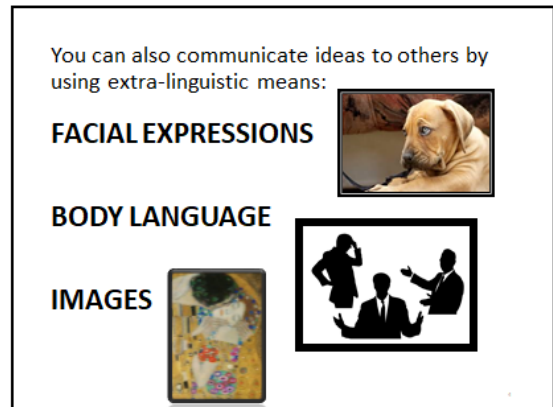 You can also communicate ideas to others by
using extra-linguistic means:
FACIAL EXPRESSIONS
BODY LANGUAGE
IMAGES